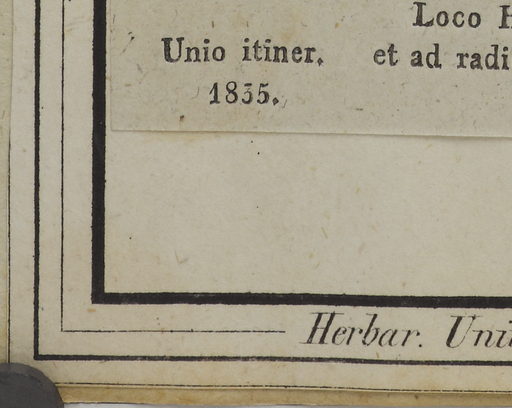 Loco
Unio itiner. et ad
1835.
Herbar.